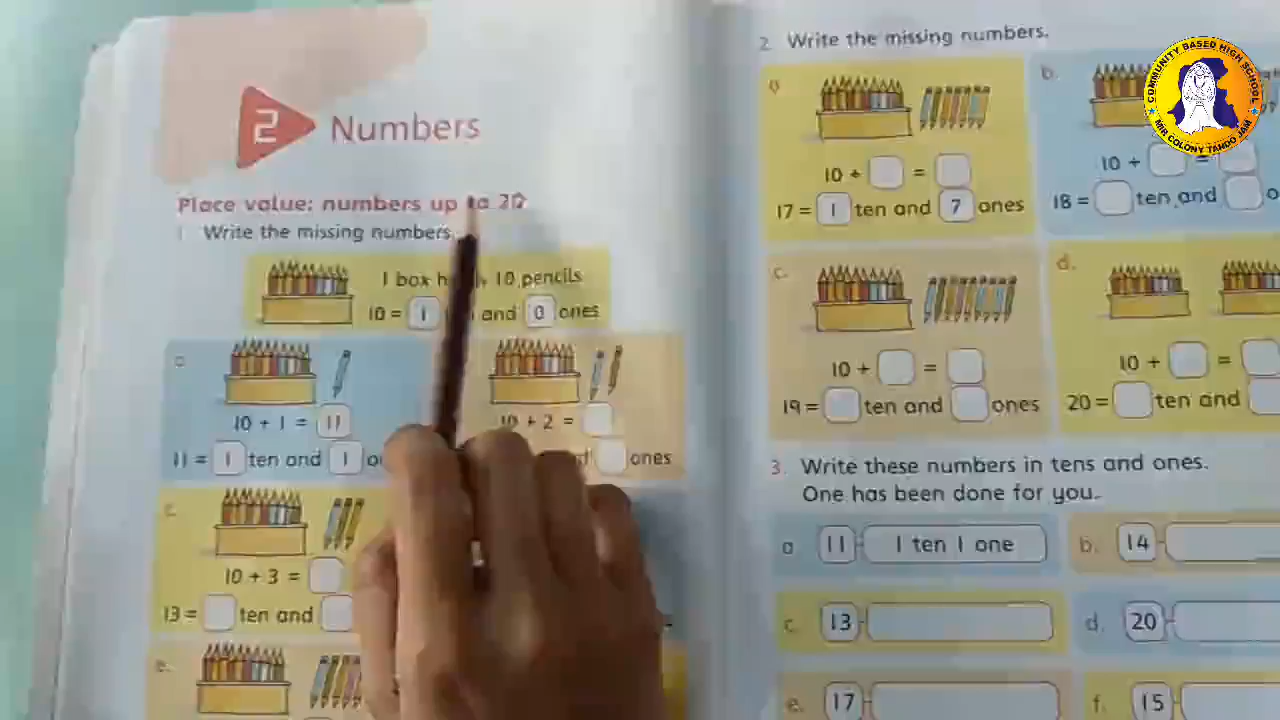 2 Numbers
Place value: numbers up to 20
1 Write the missing numbers.
1 box 10 pencils
10 = 1 and 0 ones
a
10 + 1 = 11
11 = 1 ten and 1
10 + 2 =
ones
c.
10 + 3 =
13 = ten and
e.
2. Write the missing numbers.
a
10 + =
17 = 1 ten and 7 ones
b.
10 + =
18 = ten and
c.
10 + =
19 = ten and ones
d.
10 + =
20 = ten and
3. Write these numbers in tens and ones.
One has been done for you.
a 11 1 ten 1 one
b. 14
c. 13
d. 20
e. 17
f. 15
COMMUNITY BASED HIGH SCHOOL
MIR COLONY TANDO JAM